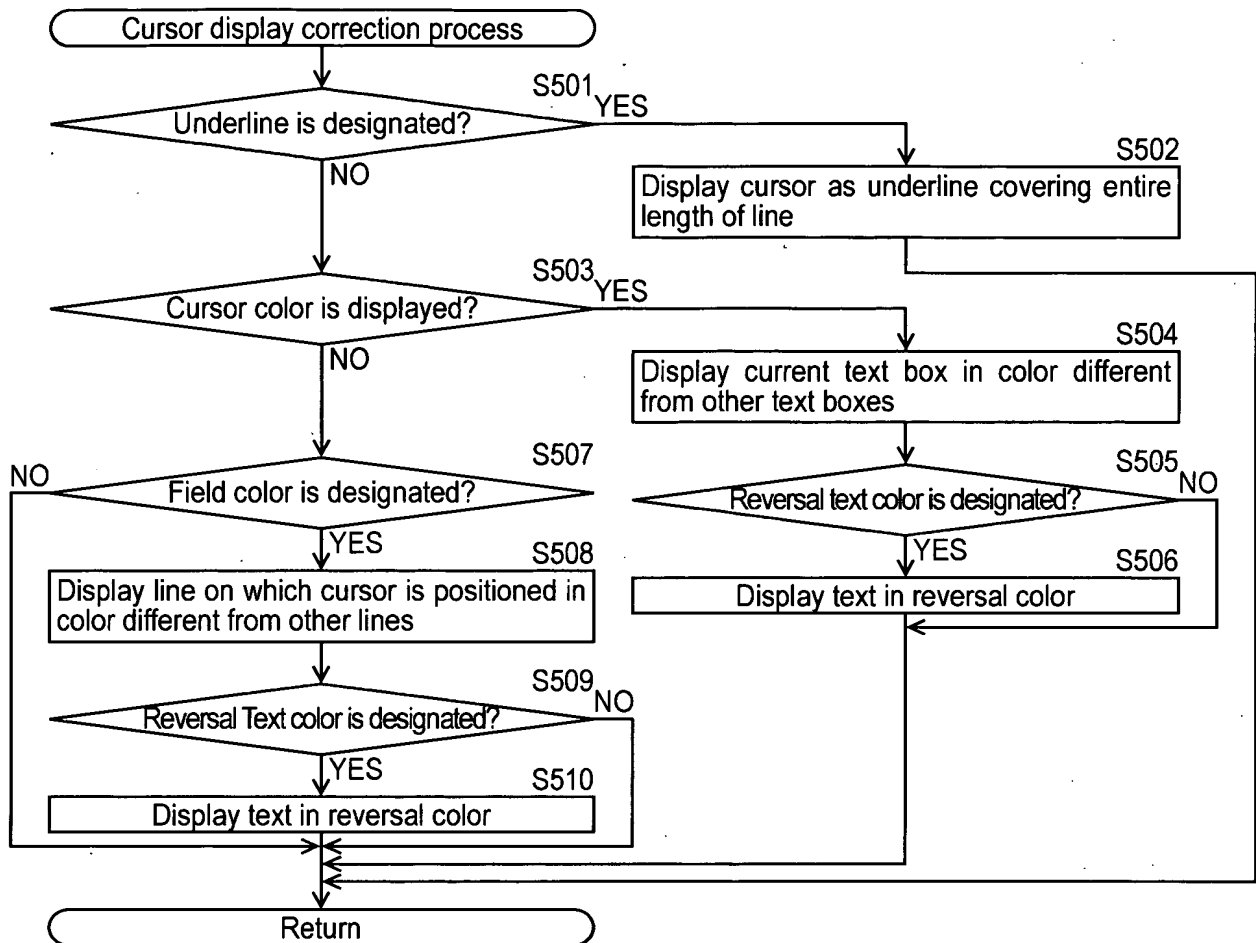 Cursor display correction process
S501
Underline is designated?
YES
NO
S502
Display cursor as underline covering entire
length of line
S503
Cursor color is displayed?
YES
NO
S504
Display current text box in color different
from other text boxes
S507
NO
Field color is designated?
YES
S505
Reversal text color is designated?
NO
YES
S508
Display line on which cursor is positioned in
color different from other lines
S506
Display text in reversal color
S509
Reversal Text color is designated?
NO
YES
S510
Display text in reversal color
Return